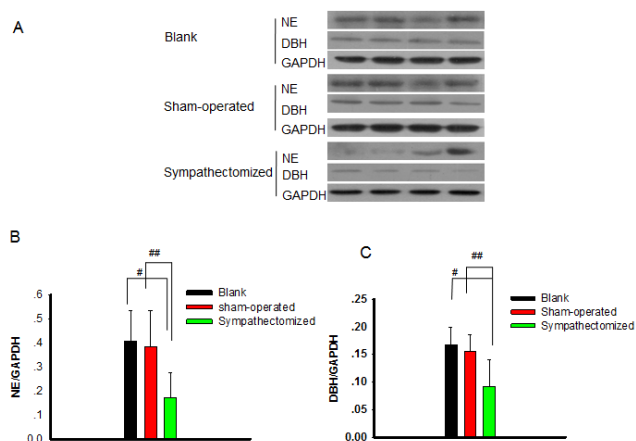 A
Blank
NE
DBH
GAPDH
Sham-operated
NE
DBH
GAPDH
Sympathectomized
NE
DBH
GAPDH
B
##
#
Blank
sham-operated
Sympathectomized
NE/GAPDH
.6
.5
.4
.3
.2
.1
0.0
C
##
#
Blank
Sham-operated
Sympathectomized
DBH/GAPDH
.25
.20
.15
.10
.05
0.00